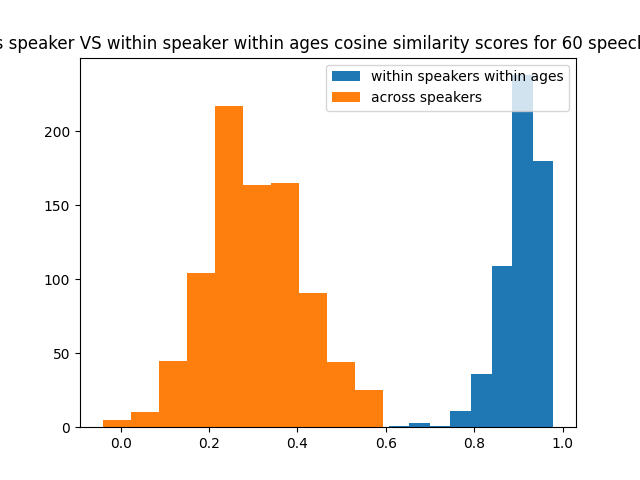 s speaker VS within speaker within ages cosine similarity scores for 60 speec
within speakers within ages
across speakers
200
150
100
50
0
0.0 0.2 0.4 0.6 0.8 1.0